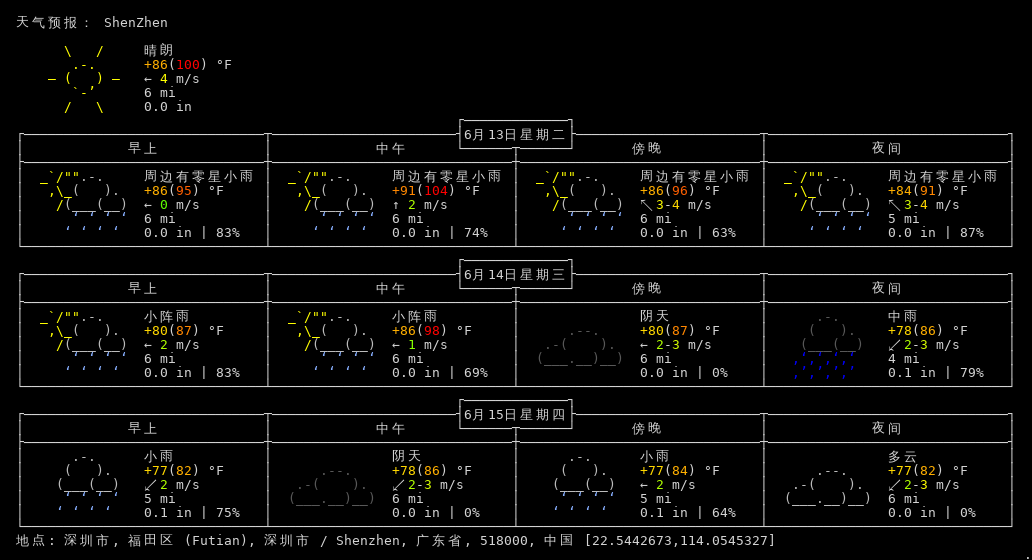 天气预报： ShenZhen
晴朗
+86(100) °F
← 4 m/s
6 mi
0.0 in
6月13日星期二
早上 中午 傍晚 夜间
周边有零星小雨 周边有零星小雨 周边有零星小雨 周边有零星小雨
+86(95) °F +91(104) °F +86(96) °F +84(91) °F
← 0 m/s ↑ 2 m/s ↖ 3-4 m/s ↖ 3-4 m/s
6 mi 6 mi 6 mi 5 mi
0.0 in | 83% 0.0 in | 74% 0.0 in | 63% 0.0 in | 87%
6月14日星期三
早上 中午 傍晚 夜间
小阵雨 小阵雨 阴天 中雨
+80(87) °F +86(98) °F +80(87) °F +78(86) °F
← 2 m/s ← 1 m/s ← 2-3 m/s ↙ 2-3 m/s
6 mi 6 mi 6 mi 4 mi
0.0 in | 83% 0.0 in | 69% 0.0 in | 0% 0.1 in | 79%
6月15日星期四
早上 中午 傍晚 夜间
小雨 阴天 小雨 多云
+77(82) °F +78(86) °F +77(84) °F +77(82) °F
↙ 2 m/s ↙ 2-3 m/s ← 2 m/s ↙ 2-3 m/s
5 mi 6 mi 5 mi 6 mi
0.1 in | 75% 0.0 in | 0% 0.1 in | 64% 0.0 in | 0%
地点: 深圳市, 福田区 (Futian), 深圳市 / Shenzhen, 广东省, 518000, 中国 [22.5442673,114.0545327]